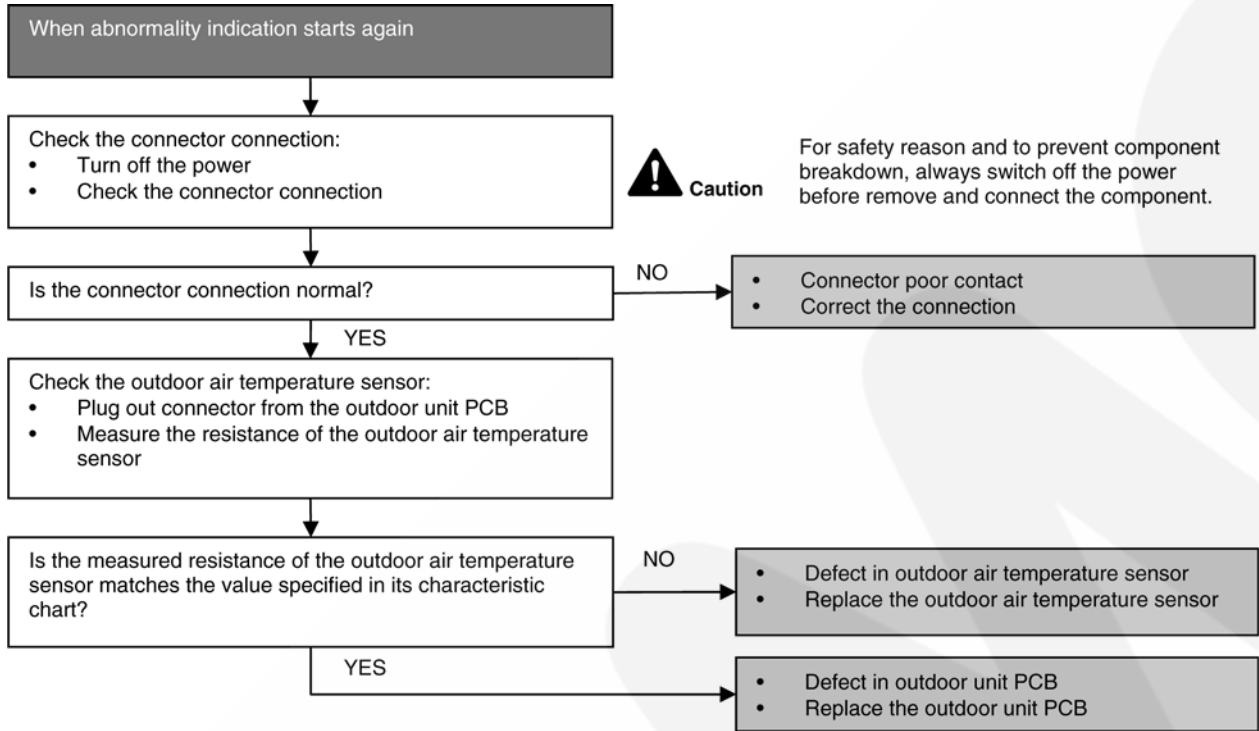 When abnormality indication starts again
Check the connector connection:
• Turn off the power
• Check the connector connection
Caution
For safety reason and to prevent component
breakdown, always switch off the power
before remove and connect the component.
Is the connector connection normal?
NO
• Connector poor contact
• Correct the connection
YES
Check the outdoor air temperature sensor:
• Plug out connector from the outdoor unit PCB
• Measure the resistance of the outdoor air temperature
sensor
Is the measured resistance of the outdoor air temperature
sensor matches the value specified in its characteristic
chart?
NO
• Defect in outdoor air temperature sensor
• Replace the outdoor air temperature sensor
YES
• Defect in outdoor unit PCB
• Replace the outdoor unit PCB